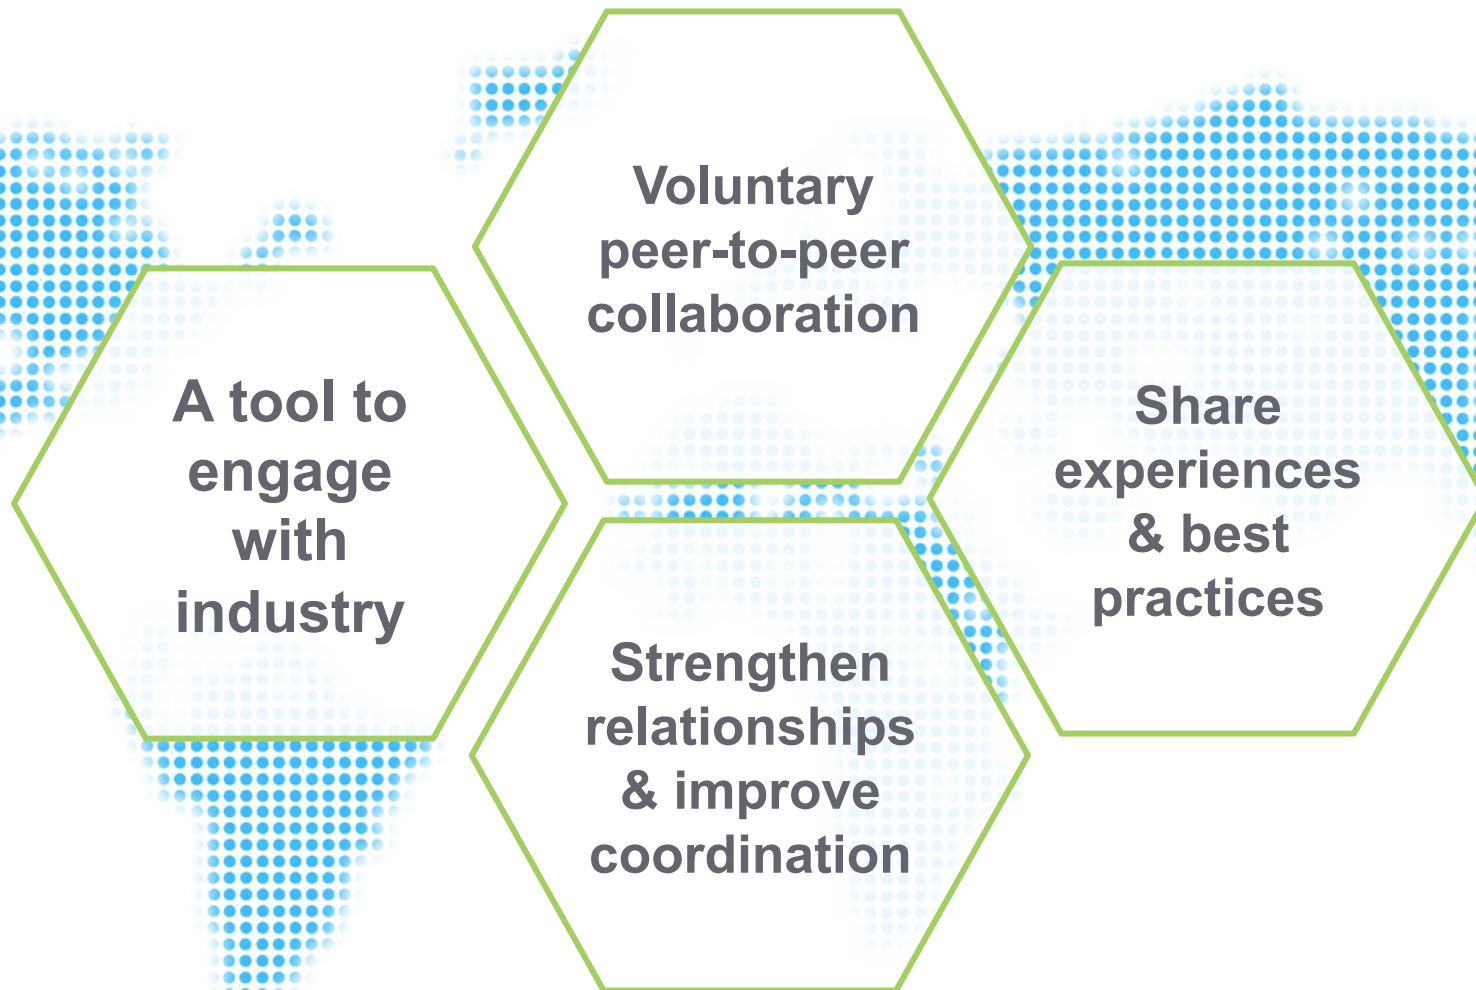 Voluntary
peer-to-peer
collaboration
A tool to
engage
with
industry
Share
experiences
& best
practices
Strengthen
relationships
& improve
coordination